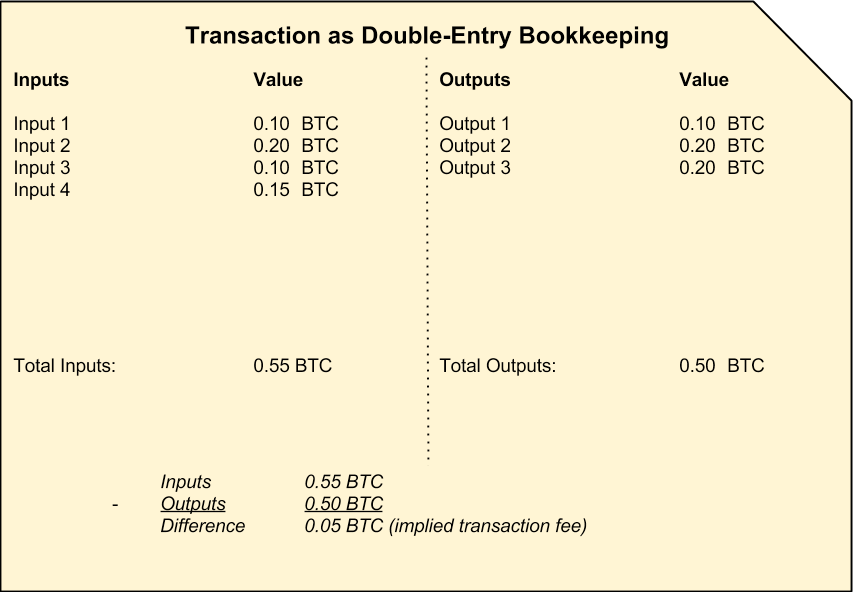 Transaction as Double-Entry Bookkeeping
Inputs Value Outputs Value
Input 1 0.10 BTC Output 1 0.10 BTC
Input 2 0.20 BTC Output 2 0.20 BTC
Input 3 0.10 BTC Output 3 0.20 BTC
Input 4 0.15 BTC
Total Inputs: 0.55 BTC Total Outputs: 0.50 BTC
Inputs 0.55 BTC
- Outputs 0.50 BTC
Difference 0.05 BTC (implied transaction fee)